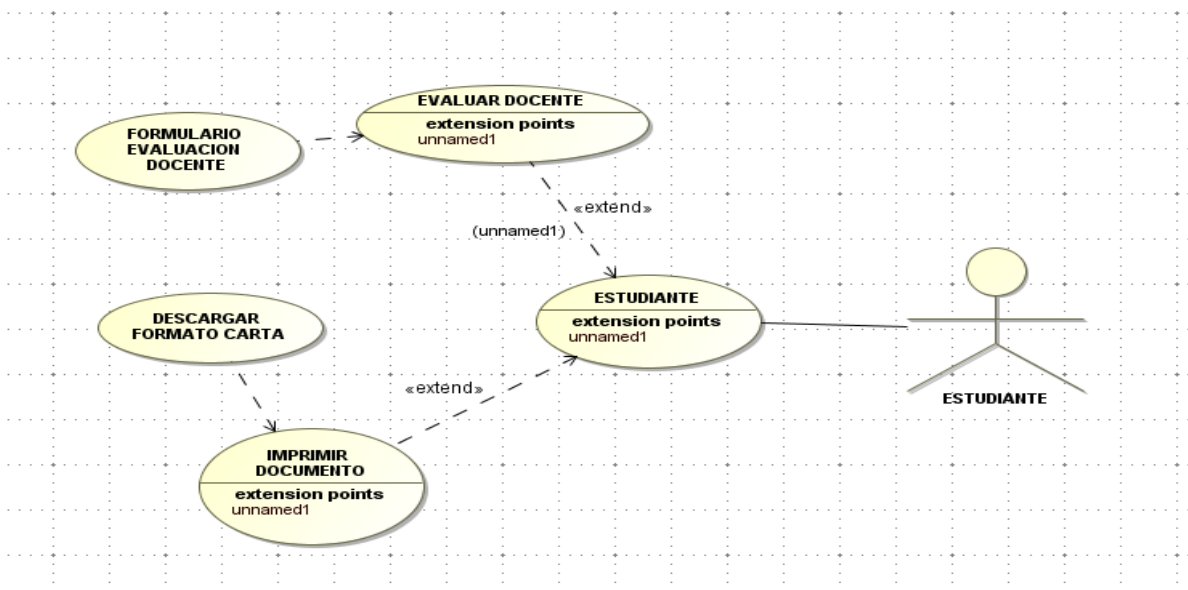 EVALUAR DOCENTE
extension points
unnamed1
FORMULARIO
EVALUACION
DOCENTE
«extend»
(unnamed1)
ESTUDIANTE
extension points
unnamed1
DESCARGAR
FORMATO CARTA
«extend»
ESTUDIANTE
IMPRIMIR
DOCUMENTO
extension points
unnamed1